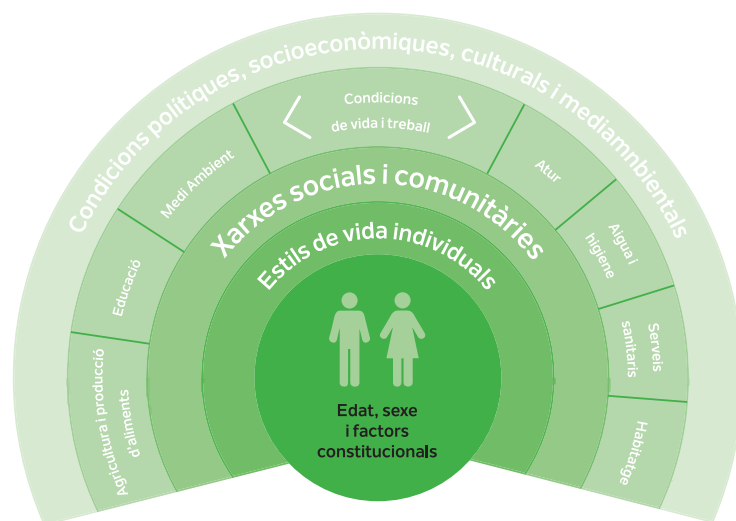 Condicions polítiques, socioeconòmiques, culturals i mediamnbientals
Condicions
de vida i treball
Medi Ambient
Educació
Agricultura i producció
d'aliments
Atur
Aigua i
higiene
Serveis
sanitaris
Habitatge
Xarxes socials i comunitàries
Estils de vida individuals
Edat, sexe
i factors
constitucionals